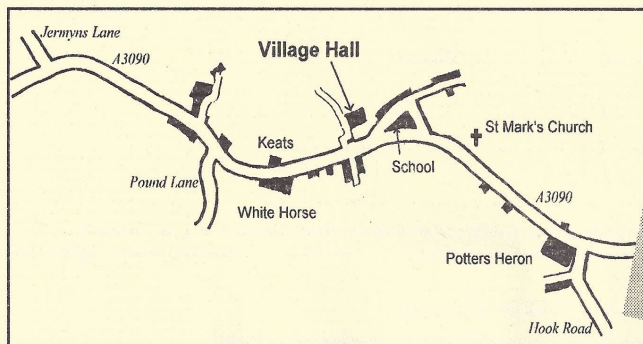 Jermyns Lane
A3090
Village Hall
Keats
St Mark's Church
School
Pound Lane
White Horse
A3090
Potters Heron
Hook Road